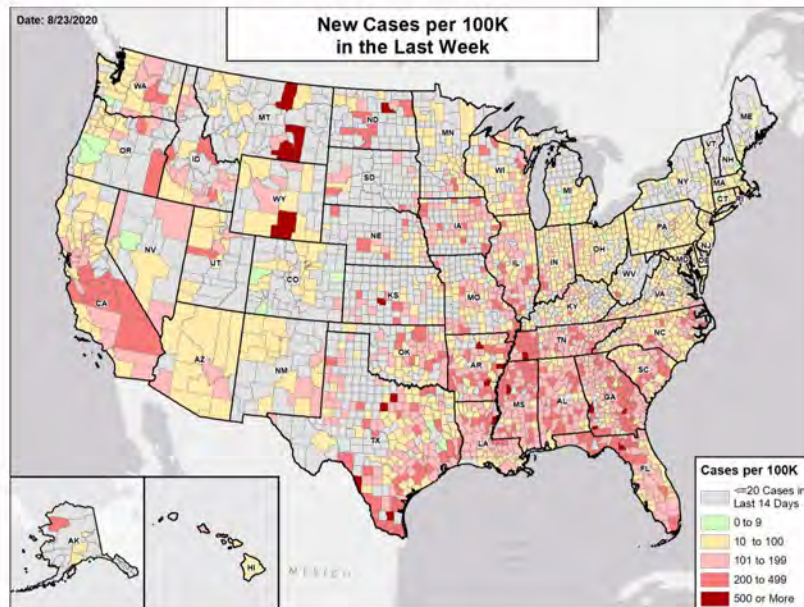 Date: 8/23/2020
New Cases per 100K
in the Last Week
WA
MT
ND
MN
ME
OR
ID
WY
SD
WI
MI
VT
NH
NY
MA
CT
RI
NV
UT
CO
NE
IA
IL
IN
OH
PA
NJ
MD
DE
CA
KS
MO
KY
WV
VA
AZ
NM
OK
AR
TN
NC
SC
TX
LA
MS
AL
GA
FL
AK
HI
MEXICO
Cases per 100K
<=20 Cases in
Last 14 Days
0 to 9
10 to 100
101 to 199
200 to 499
500 or More